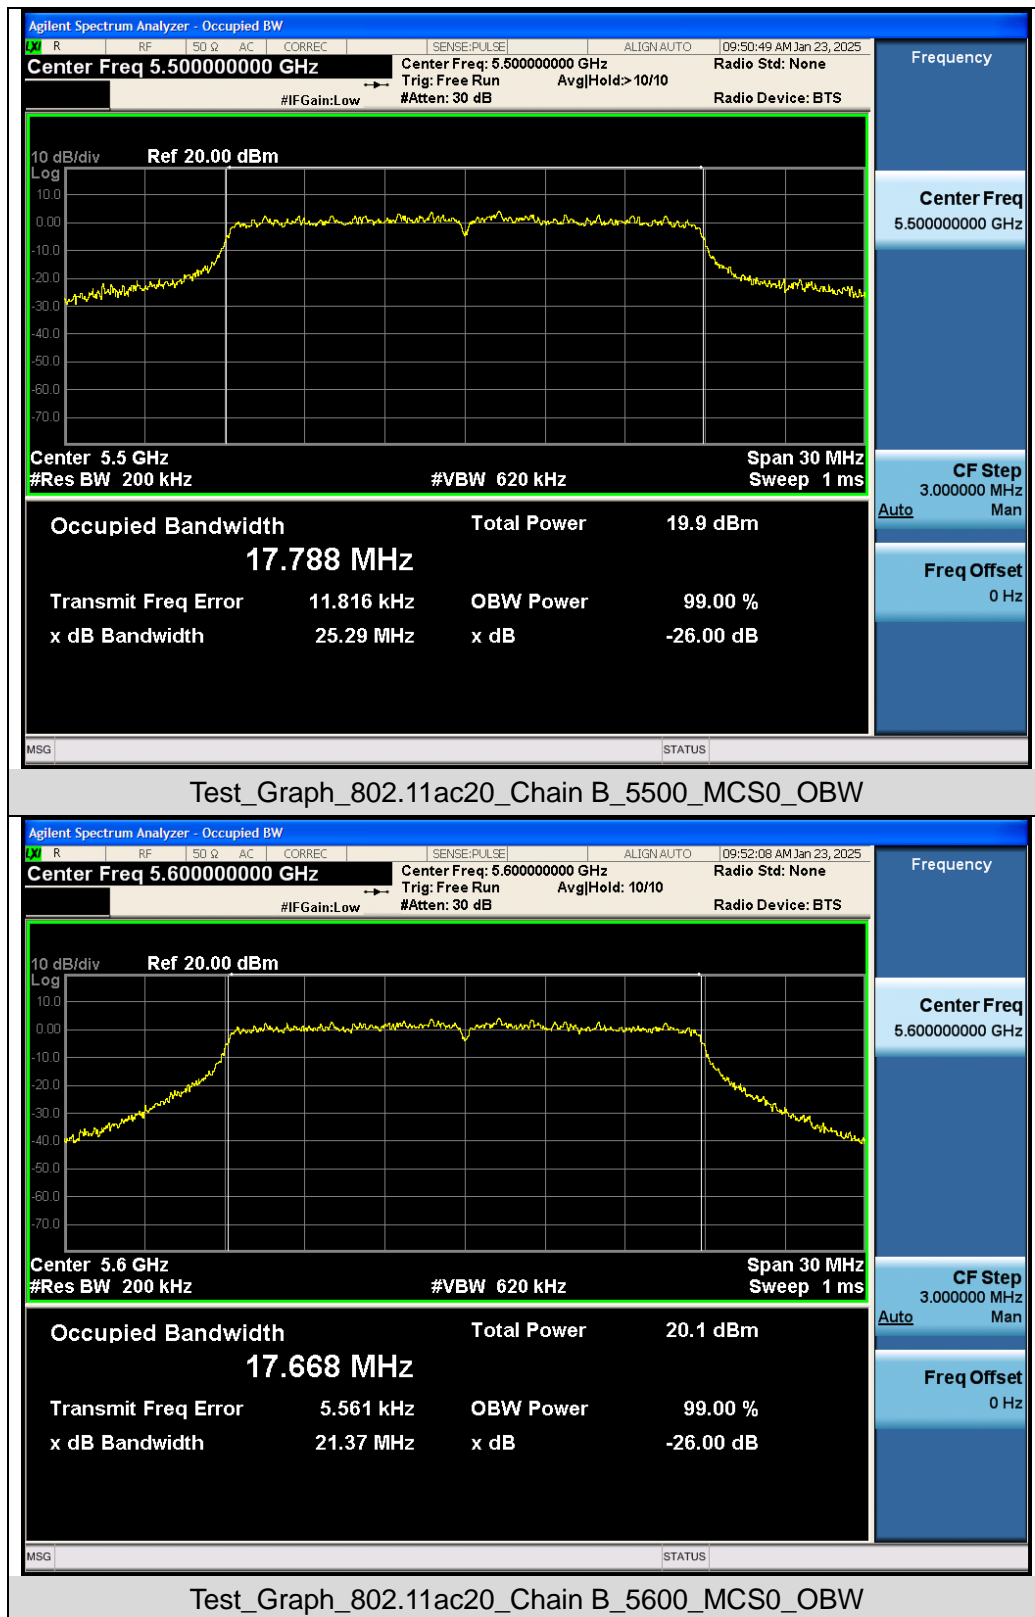 Agilent Spectrum Analyzer - Occupied BW
LXI R RF 50 Ω AC CORREC SENSE:PULSE ALIGN AUTO 09:50:49 AM Jan 23, 2025
Center Freq 5.500000000 GHz
Center Freq: 5.500000000 GHz
Radio Std: None
Trig: Free Run Avg|Hold:> 10/10
#IFGain:Low #Atten: 30 dB Radio Device: BTS
Frequency
10 dB/div Ref 20.00 dBm
Log
10.0
0.00
-10.0
-20.0
-30.0
-40.0
-50.0
-60.0
-70.0
Center 5.5 GHz Span 30 MHz
#Res BW 200 kHz #VBW 620 kHz Sweep 1 ms
Center Freq
5.500000000 GHz
CF Step
3.000000 MHz
Auto Man
Freq Offset
0 Hz
Occupied Bandwidth Total Power 19.9 dBm
17.788 MHz
Transmit Freq Error 11.816 kHz OBW Power 99.00 %
x dB Bandwidth 25.29 MHz x dB -26.00 dB
MSG STATUS
Test_Graph_802.11ac20_Chain B_5500_MCS0_OBW
Agilent Spectrum Analyzer - Occupied BW
LXI R RF 50 Ω AC CORREC SENSE:PULSE ALIGN AUTO 09:52:08 AM Jan 23, 2025
Center Freq 5.600000000 GHz
Center Freq: 5.600000000 GHz
Radio Std: None
Trig: Free Run Avg|Hold: 10/10
#IFGain:Low #Atten: 30 dB Radio Device: BTS
Frequency
10 dB/div Ref 20.00 dBm
Log
10.0
0.00
-10.0
-20.0
-30.0
-40.0
-50.0
-60.0
-70.0
Center 5.6 GHz Span 30 MHz
#Res BW 200 kHz #VBW 620 kHz Sweep 1 ms
Center Freq
5.600000000 GHz
CF Step
3.000000 MHz
Auto Man
Freq Offset
0 Hz
Occupied Bandwidth Total Power 20.1 dBm
17.668 MHz
Transmit Freq Error 5.561 kHz OBW Power 99.00 %
x dB Bandwidth 21.37 MHz x dB -26.00 dB
MSG STATUS
Test_Graph_802.11ac20_Chain B_5600_MCS0_OBW